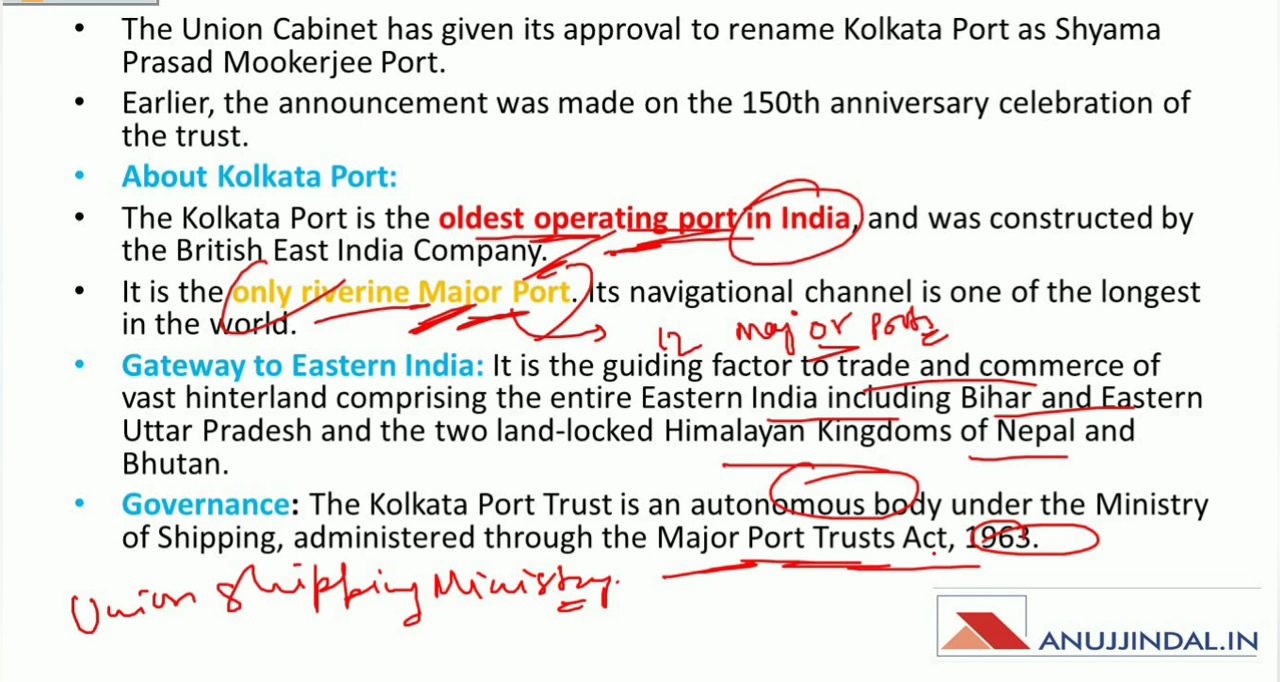 • The Union Cabinet has given its approval to rename Kolkata Port as Shyama
Prasad Mookerjee Port.
• Earlier, the announcement was made on the 150th anniversary celebration of
the trust.
• About Kolkata Port:
• The Kolkata Port is the oldest operating port in India, and was constructed by
the British East India Company.
• It is the only riverine Major Port. Its navigational channel is one of the longest
in the world.
12 Major Ports
• Gateway to Eastern India: It is the guiding factor to trade and commerce of
vast hinterland comprising the entire Eastern India including Bihar and Eastern
Uttar Pradesh and the two land-locked Himalayan Kingdoms of Nepal and
Bhutan.
• Governance: The Kolkata Port Trust is an autonomous body under the Ministry
of Shipping, administered through the Major Port Trusts Act, 1963.
Union Shipping Ministry.
ANUJJINDAL.IN